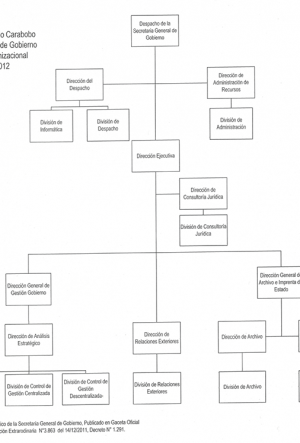 o Carabobo
de Gobierno
nizacional
012
Despacho de la
Secretaría General de
Gobierno
Dirección del
Despacho
Dirección de
Administración de
Recursos
División de
Informática
División de
Despacho
División de
Administración
Dirección Ejecutiva
Dirección de
Consultoría Jurídica
División de Consultoría
Jurídica
Dirección General de
Gestión Gobierno
Dirección General de
Archivo e Imprenta de
Estado
Dirección de Análisis
Estratégico
Dirección de
Relaciones Exteriores
Dirección de Archivo
División de Control de
Gestión Centralizada
División de Control de
Gestión
Descentralizada
División de Relaciones
Exteriores
División de Archivo
ico de la Secretaría General de Gobierno, Publicado en Gaceta Oficial
ción Extraordinaria N°3.863 del 14/12/2011, Decreto N° 1.291.